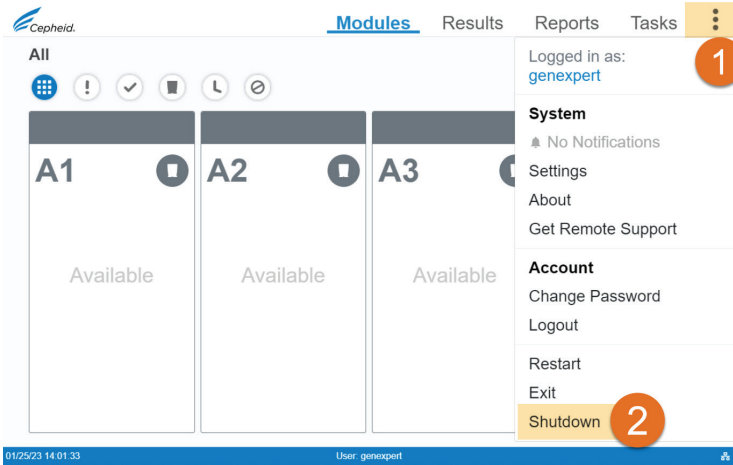 Cepheid.
Modules Results Reports Tasks
All
Logged in as:
genexpert
1
System
No Notifications
Settings
About
Get Remote Support
Account
Change Password
Logout
Restart
Exit
Shutdown 2
A1 A2 A3
Available Available Available
01/25/23 14:01:33 User: genexpert